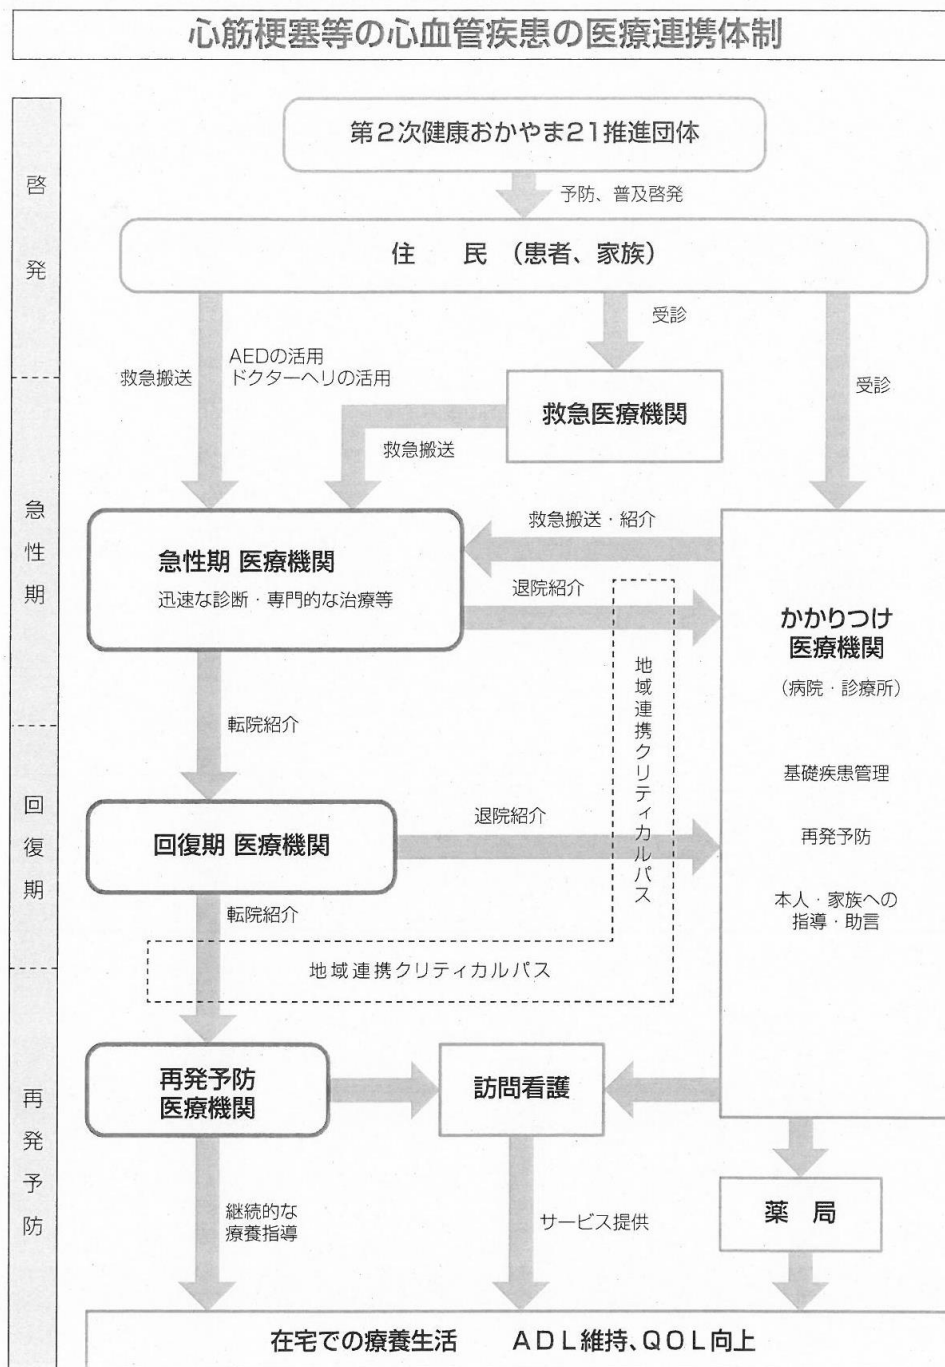 心筋梗塞等の心血管疾患の医療連携体制
啓発
第2次健康おかやま21推進団体
予防、普及啓発
住　民　（患者、家族）
受診
AEDの活用
ドクターヘリの活用
救急搬送
受診
救急医療機関
救急搬送
急性期
救急搬送・紹介
急性期 医療機関
迅速な診断・専門的な治療等
退院紹介
かかりつけ
医療機関
（病院・診療所）
地域連携クリティカルパス
転院紹介
基礎疾患管理
回復期
退院紹介
回復期 医療機関
再発予防
本人・家族への
指導・助言
転院紹介
地域連携クリティカルパス
再発予防
再発予防
医療機関
訪問看護
薬　局
継続的な
療養指導
サービス提供
在宅での療養生活　　ADL維持、QOL向上